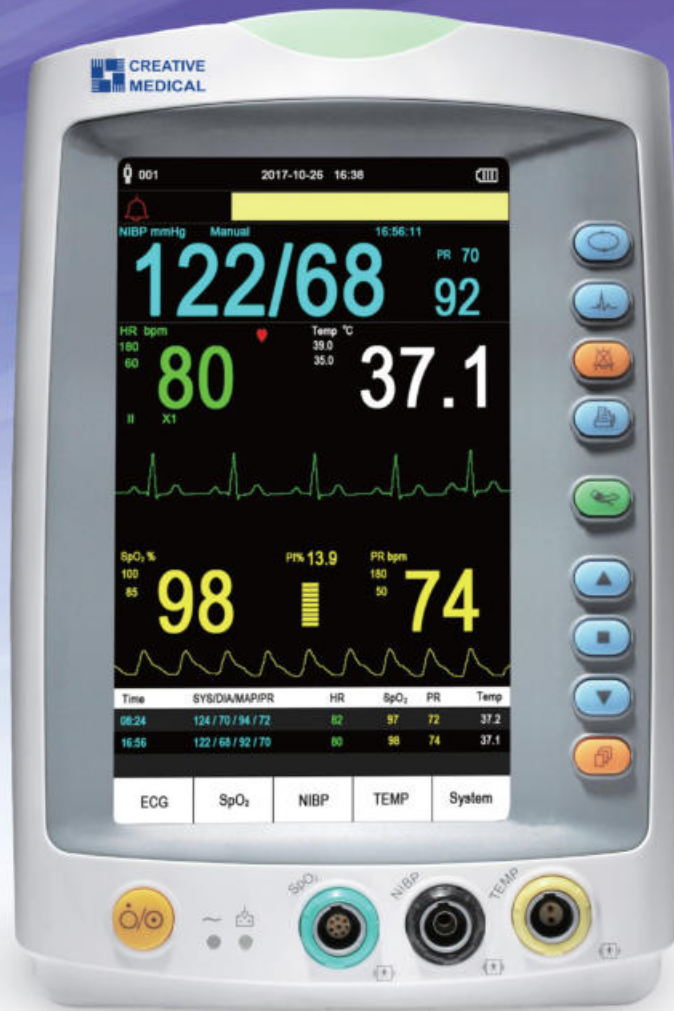 CREATIVE
MEDICAL
001 2017-10-26 16:38
NIBP mmHg Manual 16:56:11
122/68 PR 70
92
HR bpm Temp °C
180 39.0
60 35.0
80 37.1
II X1
SpO₂ % PI% 13.9 PR bpm
100 180
85 50
98 74
Time SYS/DIA/MAP/PR HR SpO₂ PR Temp
08:24 124 / 70 / 94 / 72 82 97 72 37.2
16:56 122 / 68 / 92 / 70 80 98 74 37.1
ECG SpO₂ NIBP TEMP System
SpO₂ NIBP TEMP